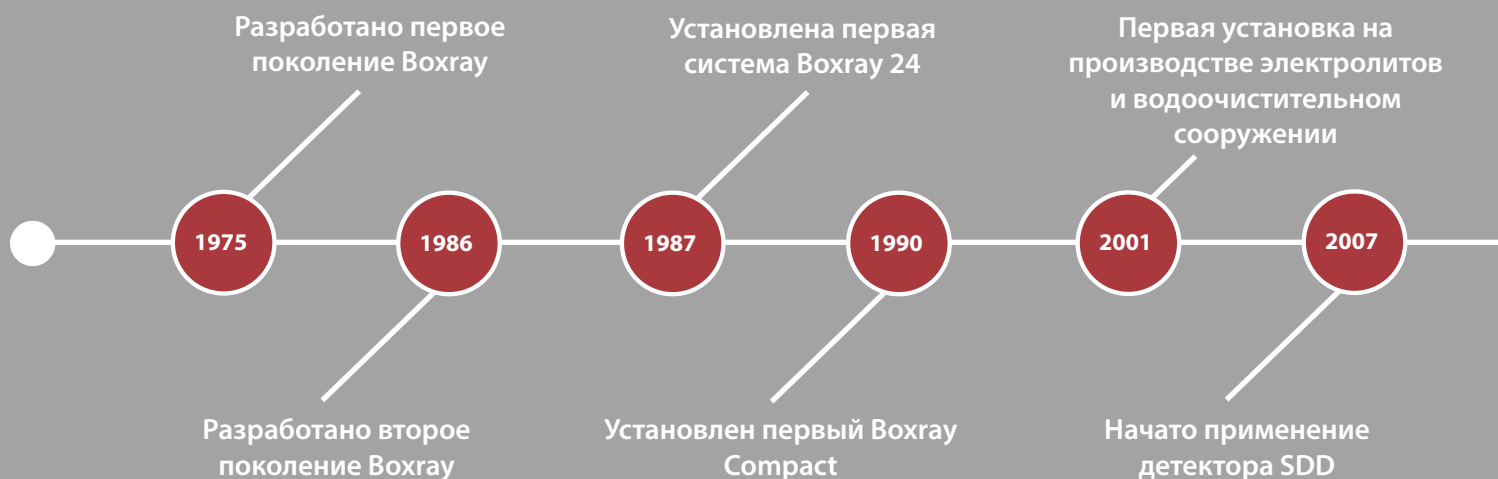 Разработано первое
поколение Boxray
Установлена первая
система Boxray 24
Первая установка на
производстве электролитов
и водоочистительном
сооружении
1975
1986
1987
1990
2001
2007
Разработано второе
поколение Boxray
Установлен первый Boxray
Compact
Начато применение
детектора SDD